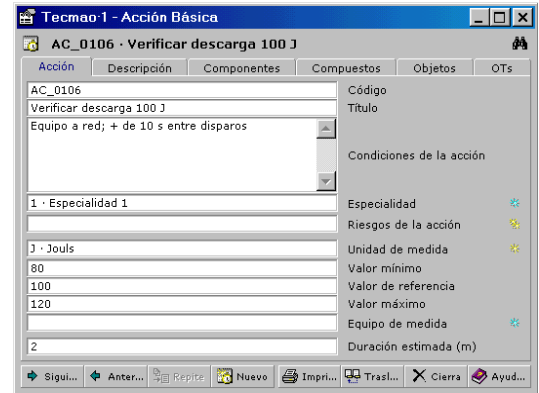 Tecmao·1 - Acción Básica
AC_0106 · Verificar descarga 100 J
Acción Descripción Componentes Compuestos Objetos OTs
AC_0106 Código
Verificar descarga 100 J Título
Equipo a red; + de 10 s entre disparos
Condiciones de la acción
1 · Especialidad 1 Especialidad
Riesgos de la acción
J · Jouls Unidad de medida
80 Valor mínimo
100 Valor de referencia
120 Valor máximo
Equipo de medida
2 Duración estimada (m)
Sigui... Anter... Repite Nuevo Impri... Trasl... Cierra Ayud...